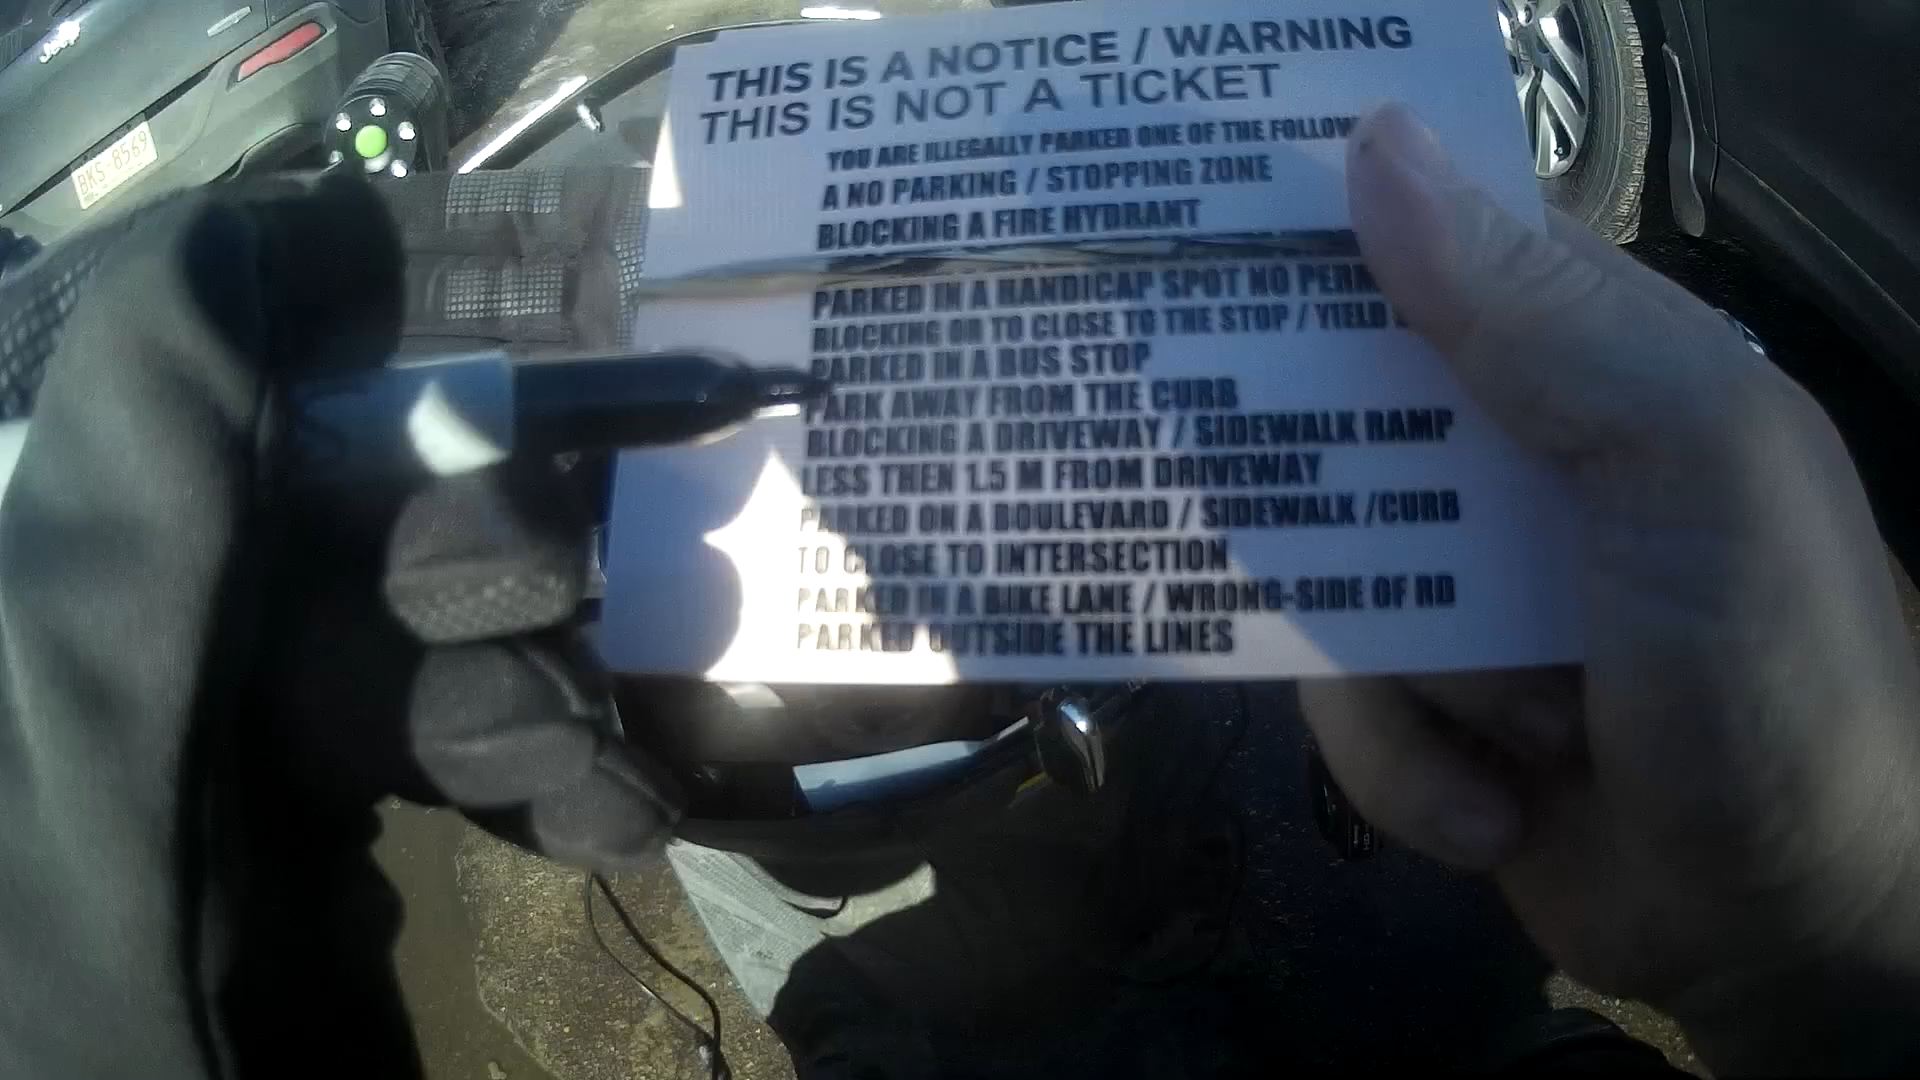 Jeep
BKS-8569
THIS IS A NOTICE / WARNING
THIS IS NOT A TICKET
YOU ARE ILLEGALLY PARKED ONE OF THE FOLLOW
A NO PARKING / STOPPING ZONE
BLOCKING A FIRE HYDRANT
PARKED IN A HANDICAP SPOT NO PERM
BLOCKING OR TO CLOSE TO THE STOP / YIELD
PARKED IN A BUS STOP
PARK AWAY FROM THE CURB
BLOCKING A DRIVEWAY / SIDEWALK RAMP
LESS THEN 1.5 M FROM DRIVEWAY
PARKED ON A BOULEVARD / SIDEWALK /CURB
TO CLOSE TO INTERSECTION
PARKED IN A BIKE LANE / WRONG-SIDE OF RD
PARKED OUTSIDE THE LINES